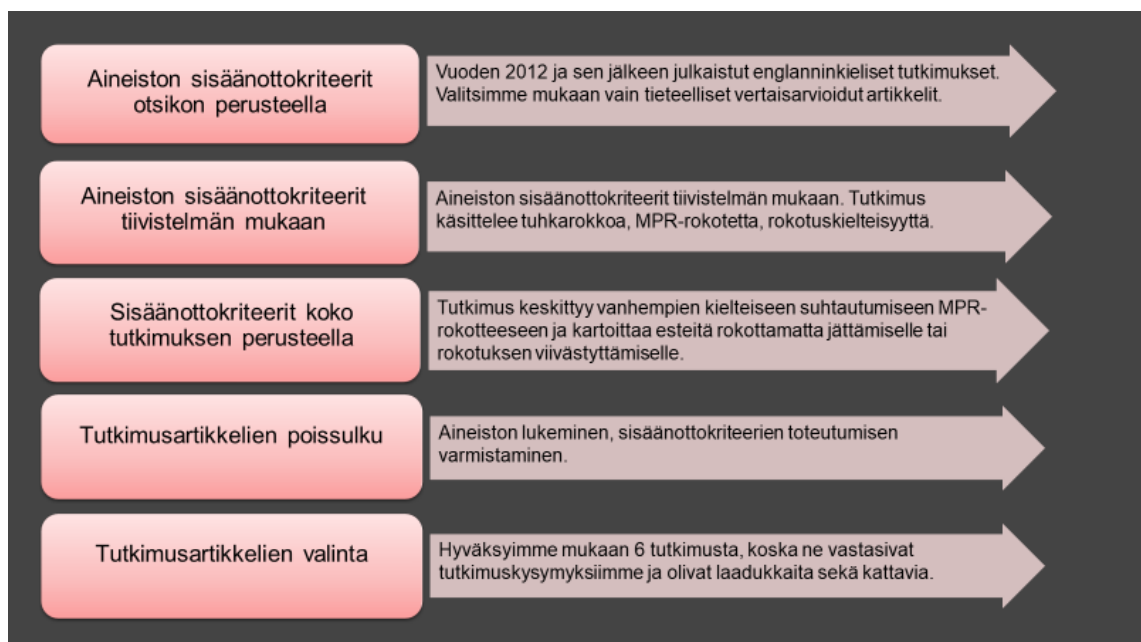 Aineiston sisäänottokriteerit
otsikon perusteella
Vuoden 2012 ja sen jälkeen julkaistut englanninkieliset tutkimukset.
Valitsimme mukaan vain tieteelliset vertaisarvioidut artikkelit.
Aineiston sisäänottokriteerit
tiivistelmän mukaan
Aineiston sisäänottokriteerit tiivistelmän mukaan. Tutkimus
käsittelee tuhkarokkoa, MPR-rokotetta, rokotuskielteisyyttä.
Sisäänottokriteerit koko
tutkimuksen perusteella
Tutkimus keskittyy vanhempien kielteiseen suhtautumiseen MPR-
rokotteeseen ja kartoittaa esteitä rokottamatta jättämiselle tai
rokotuksen viivästyttämiselle.
Tutkimusartikkelien poissulku
Aineiston lukeminen, sisäänottokriteerien toteutumisen
varmistaminen.
Tutkimusartikkelien valinta
Hyväksyimme mukaan 6 tutkimusta, koska ne vastasivat
tutkimuskysymyksiimme ja olivat laadukkaita sekä kattavia.